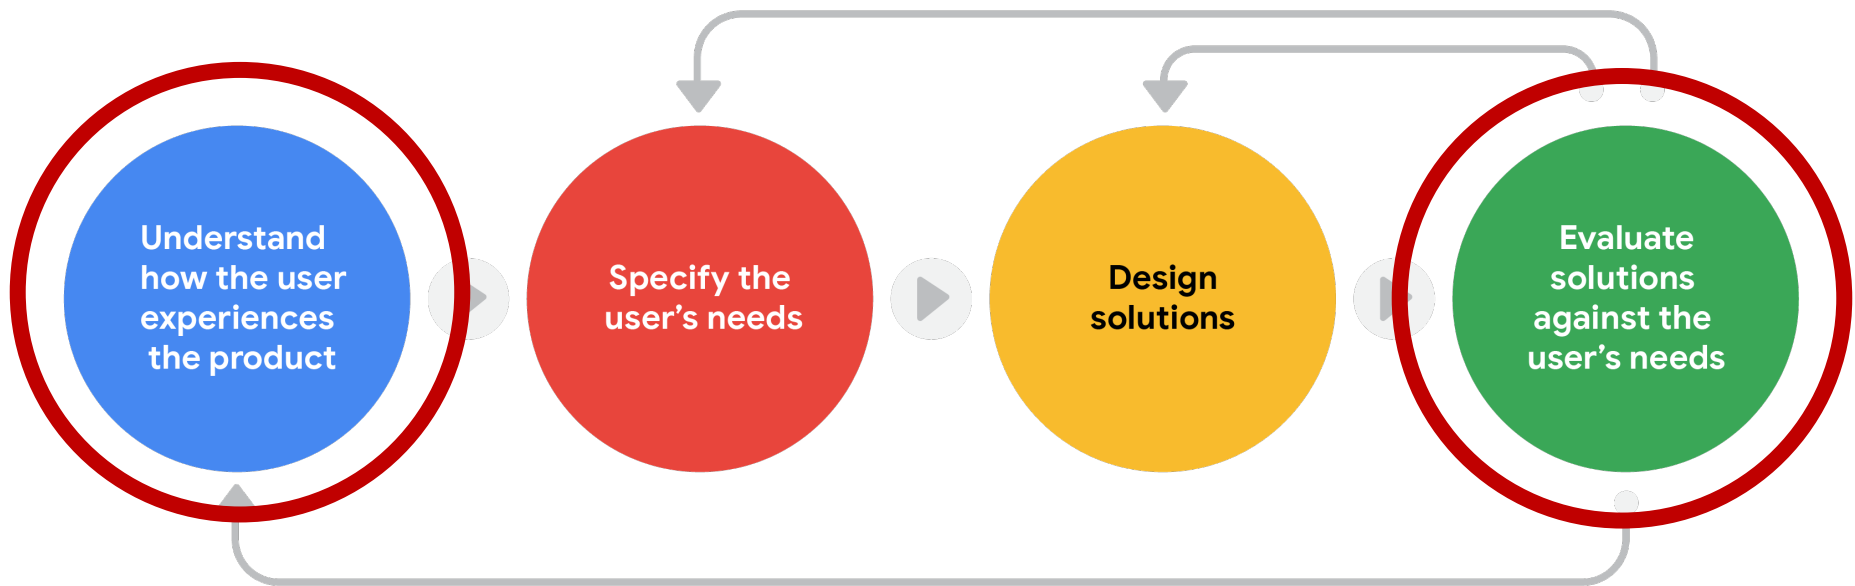 Understand
how the user
experiences
the product
Specify the
user's needs
Design
solutions
Evaluate
solutions
against the
user's needs